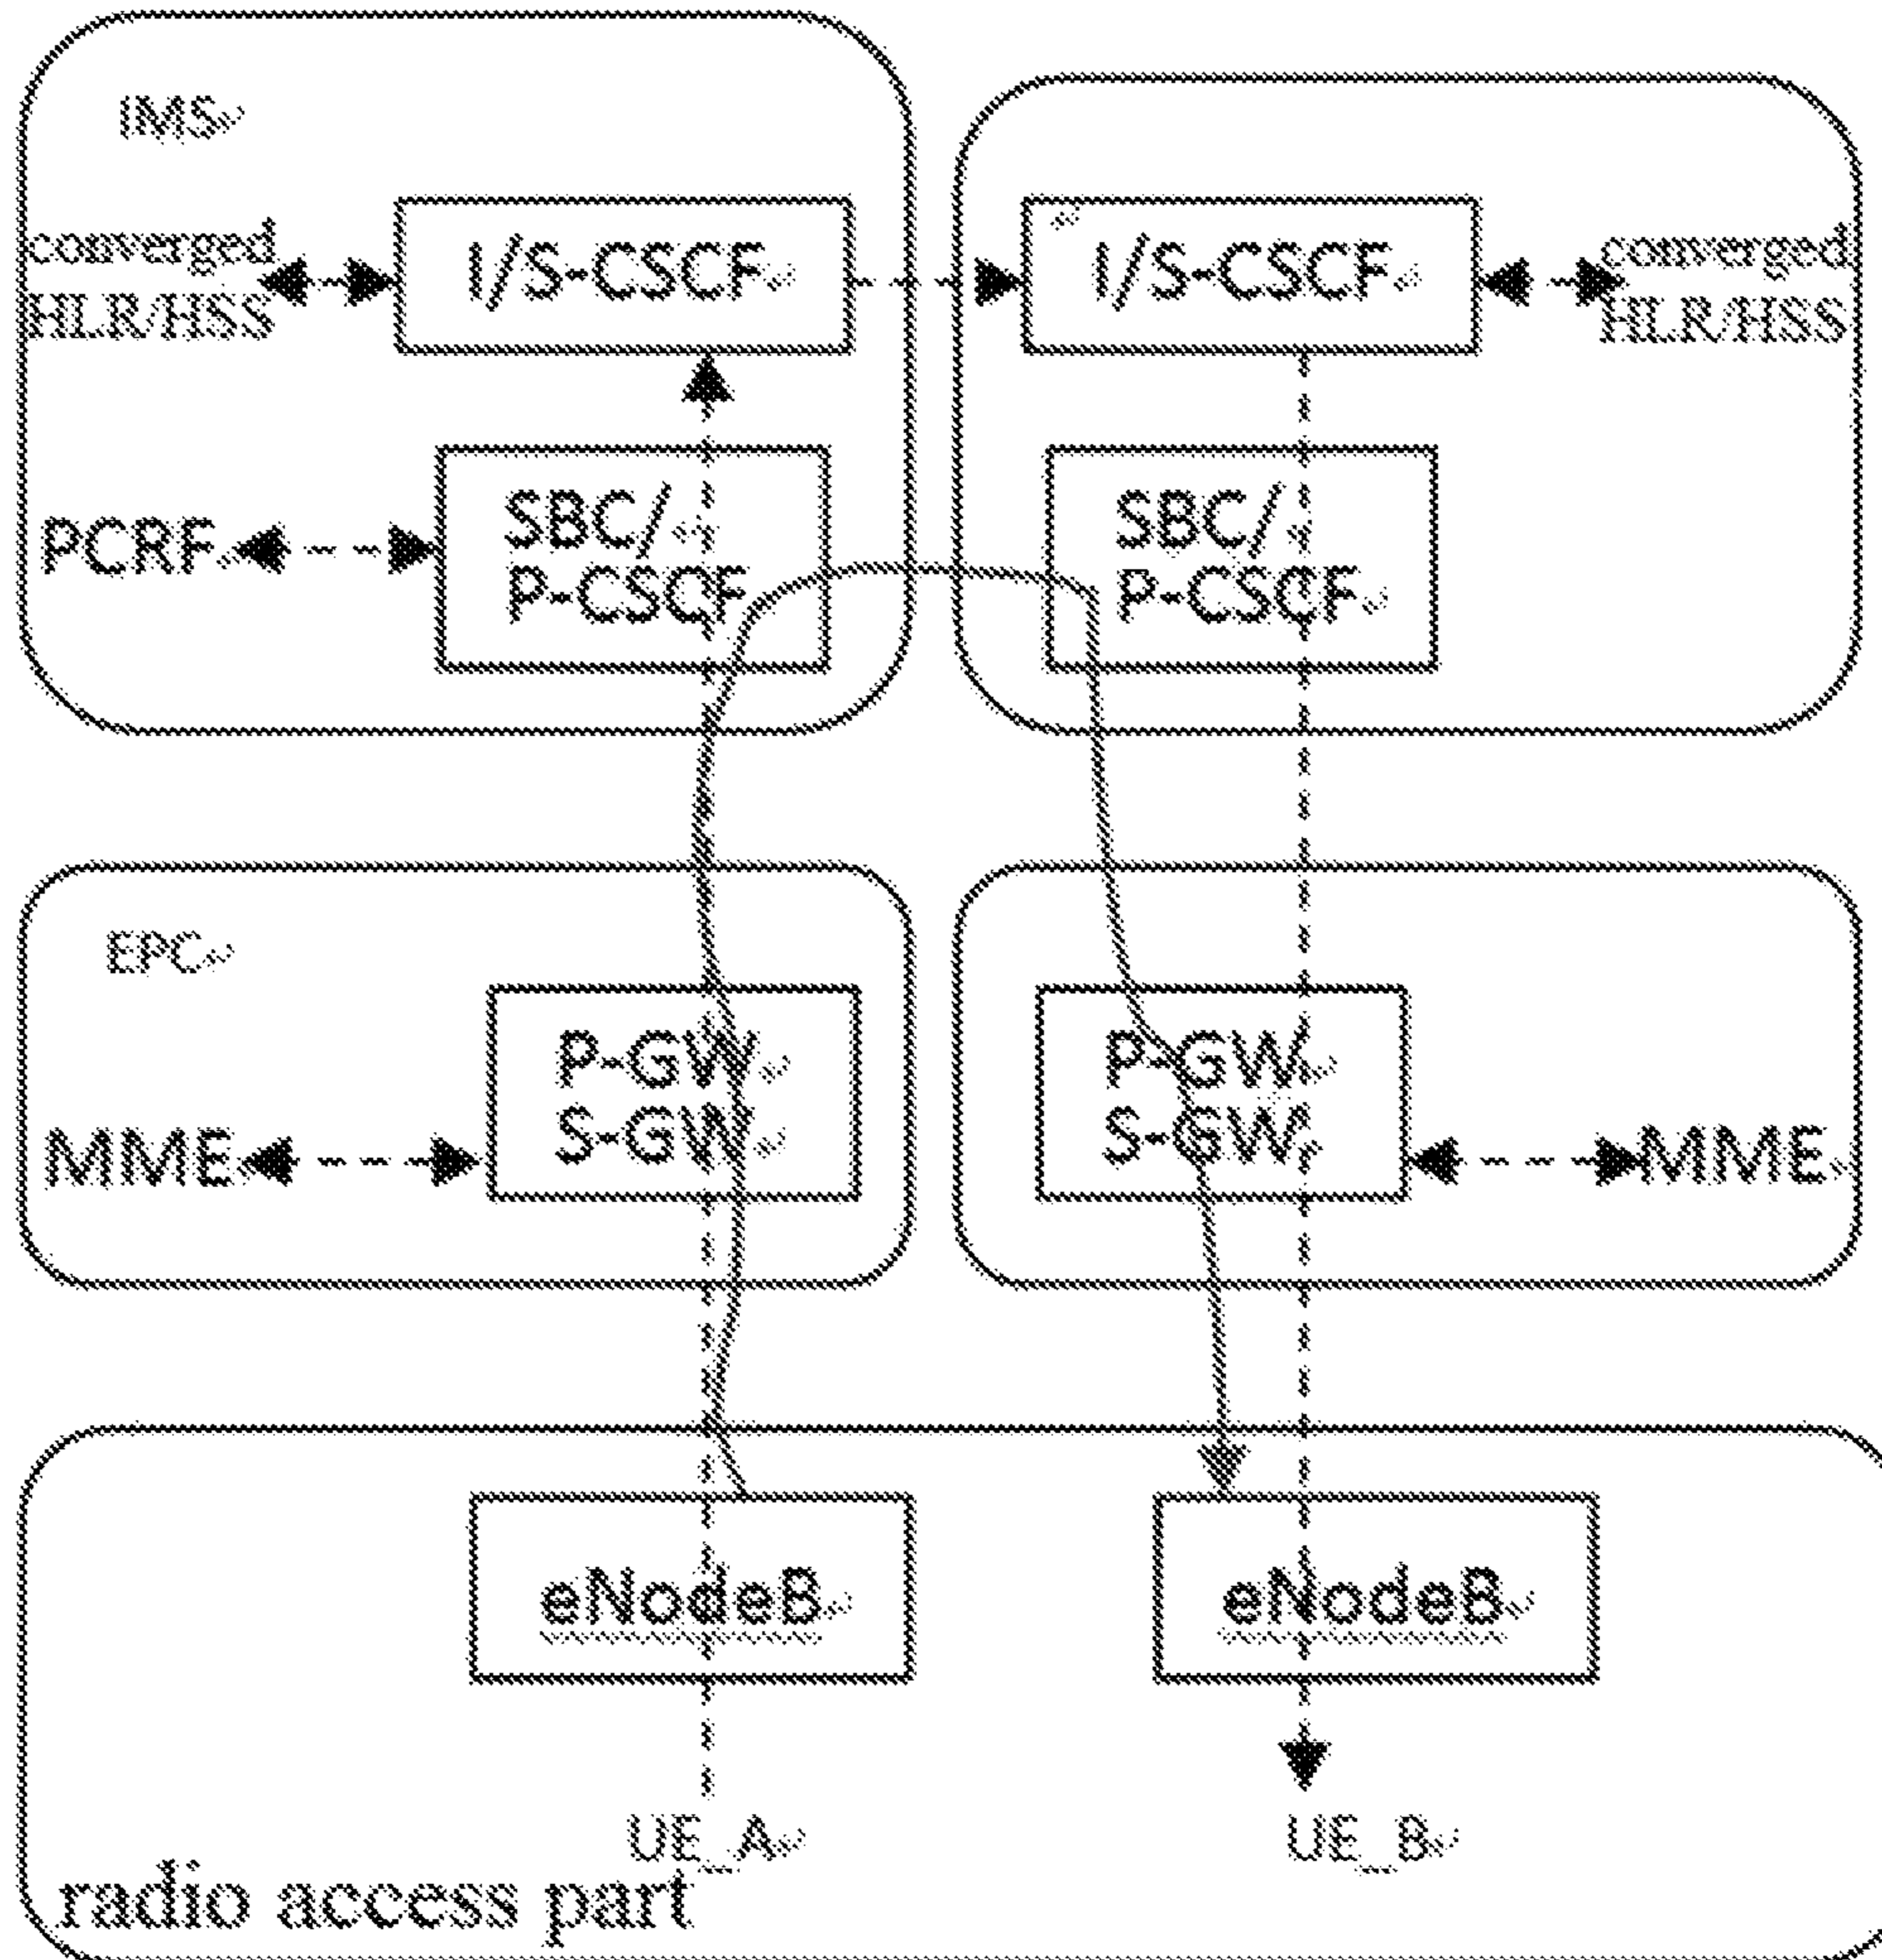 IMS
converged
HLR/HSS
I/S-CSCF
I/S-CSCF
converged
HLR/HSS
PCRF
SBC/
P-CSCF
SBC/
P-CSCF
EPC
P-GW
S-GW
P-GW
S-GW
MME
MME
eNodeB
eNodeB
UE_A
UE_B
radio access part